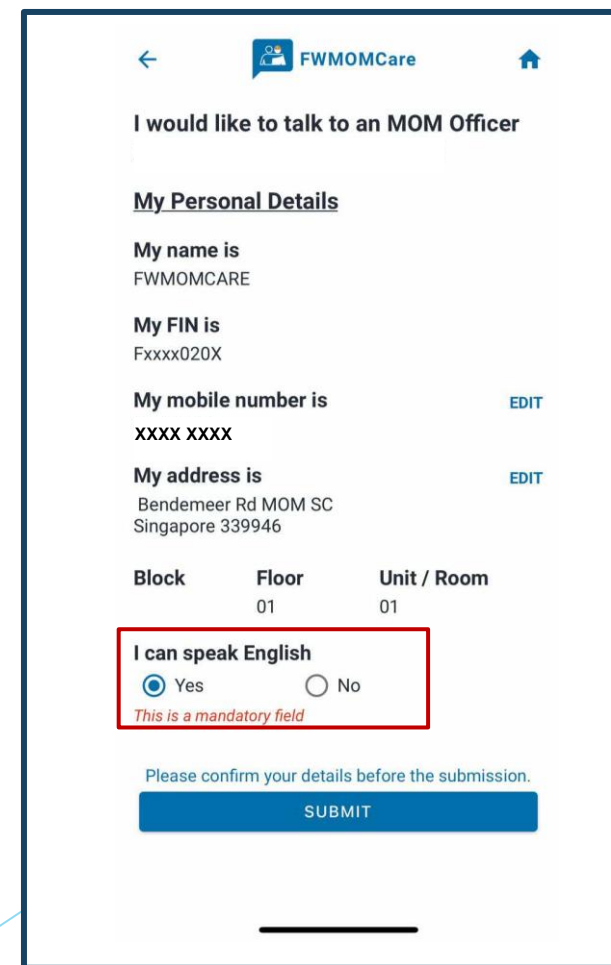 FWMOMCare
I would like to talk to an MOM Officer
My Personal Details
My name is
FWMOMCARE
My FIN is
Fxxxx020X
My mobile number is EDIT
XXXX XXXX
My address is EDIT
Bendemeer Rd MOM SC
Singapore 339946
Block Floor Unit / Room
01 01
I can speak English
Yes No
This is a mandatory field
Please confirm your details before the submission.
SUBMIT